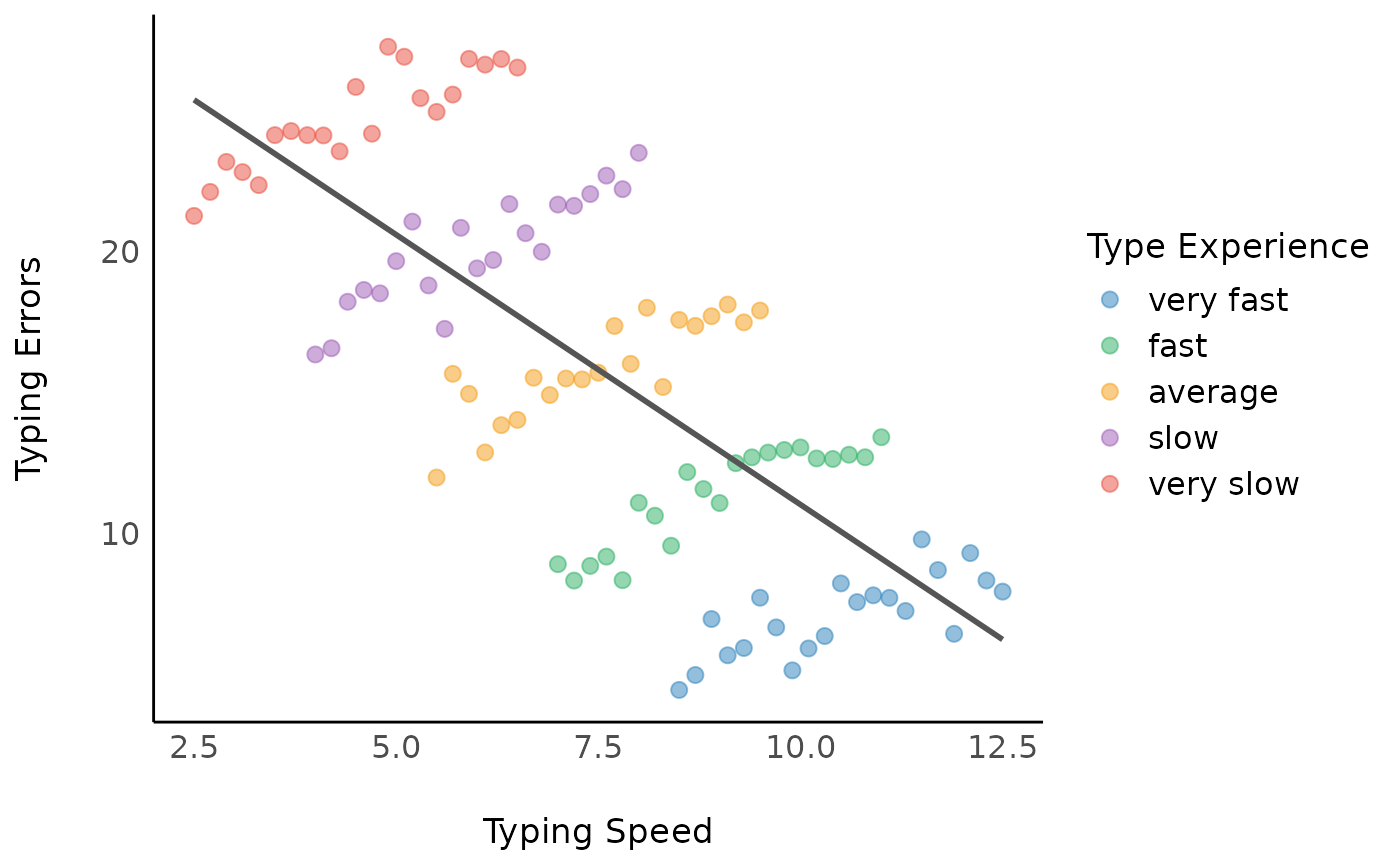 20
10
Typing Errors
2.5 5.0 7.5 10.0 12.5
Typing Speed
Type Experience
very fast
fast
average
slow
very slow